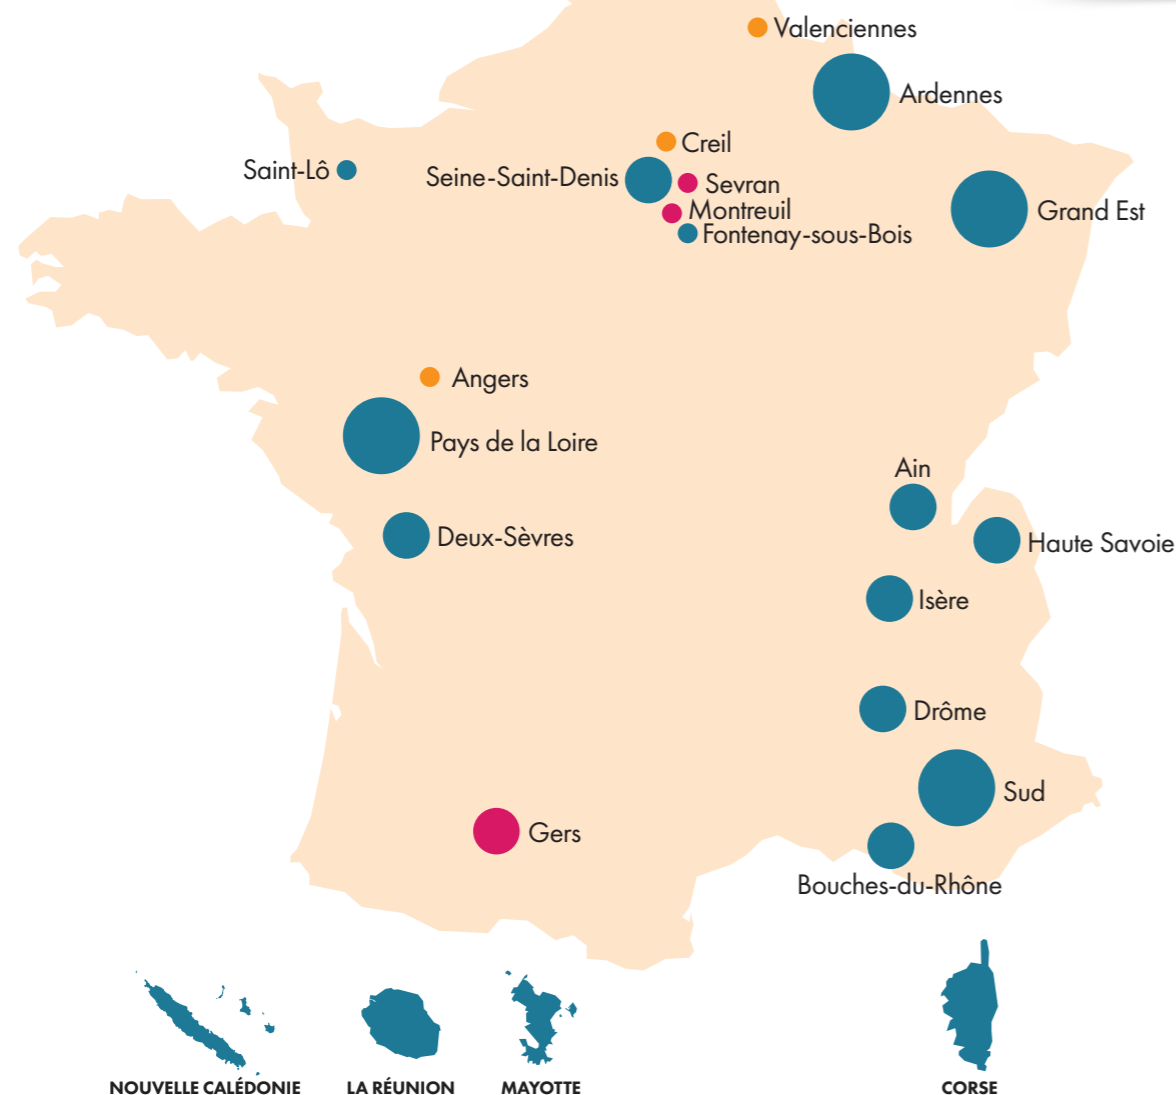 Valenciennes
Ardennes
Creil
Saint-Lô
Seine-Saint-Denis
Sevran
Montreuil
Grand Est
Fontenay-sous-Bois
Angers
Pays de la Loire
Ain
Deux-Sèvres
Haute Savoie
Isère
Drôme
Sud
Gers
Bouches-du-Rhône
NOUVELLE CALÉDONIE
LA RÉUNION
MAYOTTE
CORSE